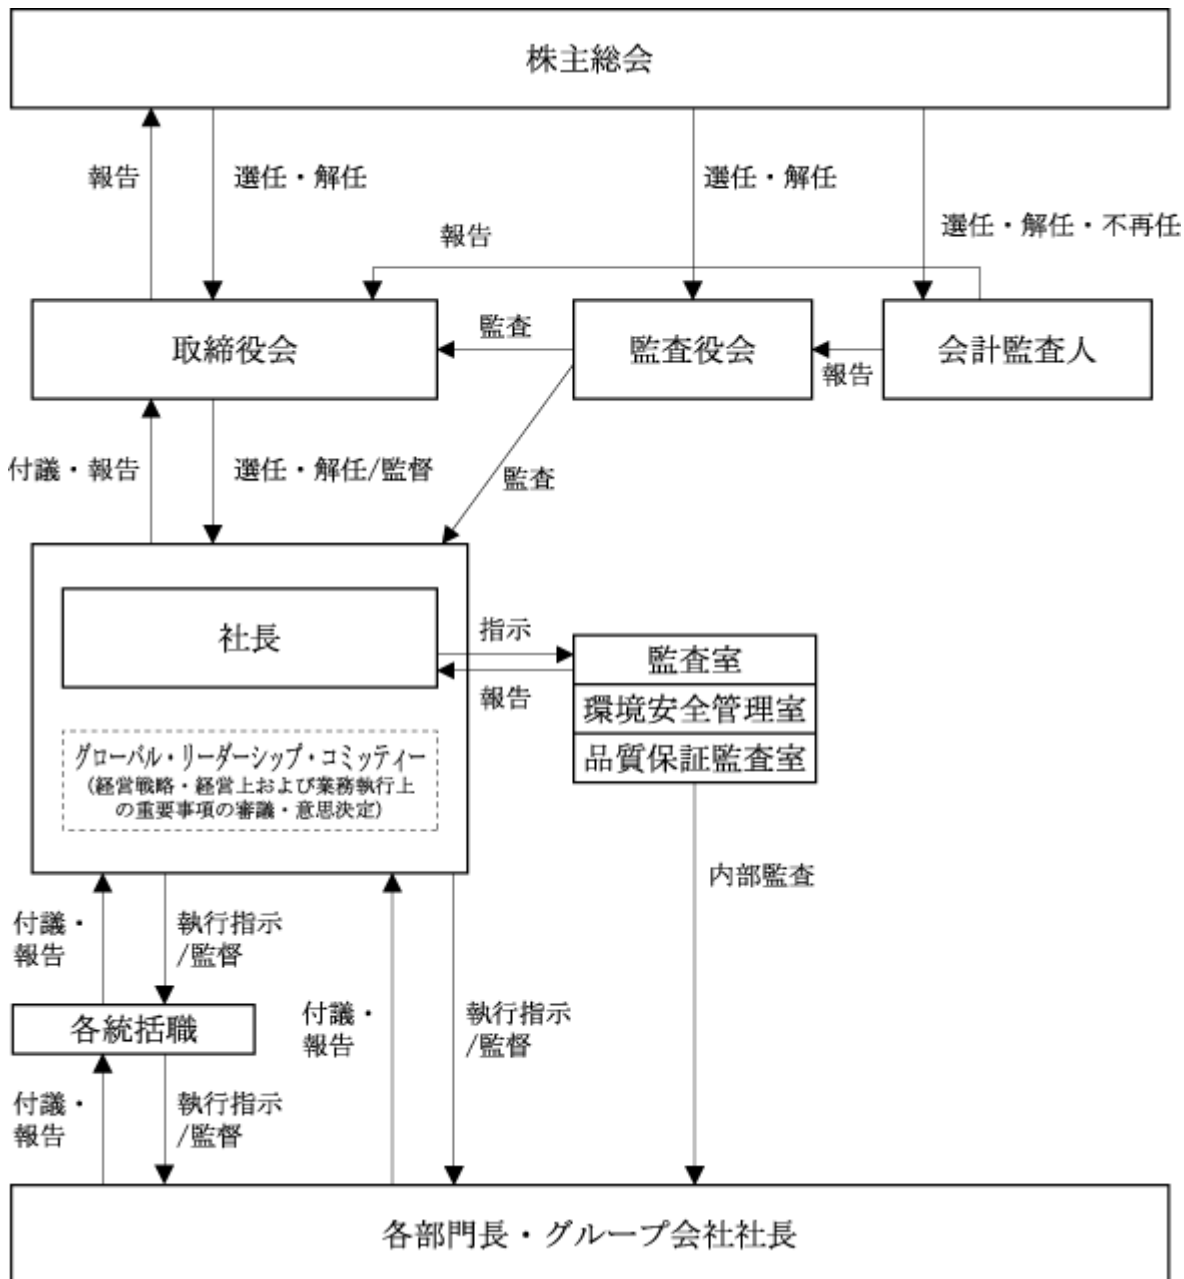 株主総会
報告
選任・解任
選任・解任
選任・解任・不再任
報告
取締役会
監査
監査役会
報告
会計監査人
付議・報告
選任・解任/監督
監査
社長
指示
報告
監査室
環境安全管理室
品質保証監査室
グローバル・リーダーシップ・コミッティー
(経営戦略・経営上および業務執行上
の重要事項の審議・意思決定)
内部監査
付議・
報告
執行指示
/監督
各統括職
付議・
報告
執行指示
/監督
付議・
報告
執行指示
/監督
各部門長・グループ会社社長